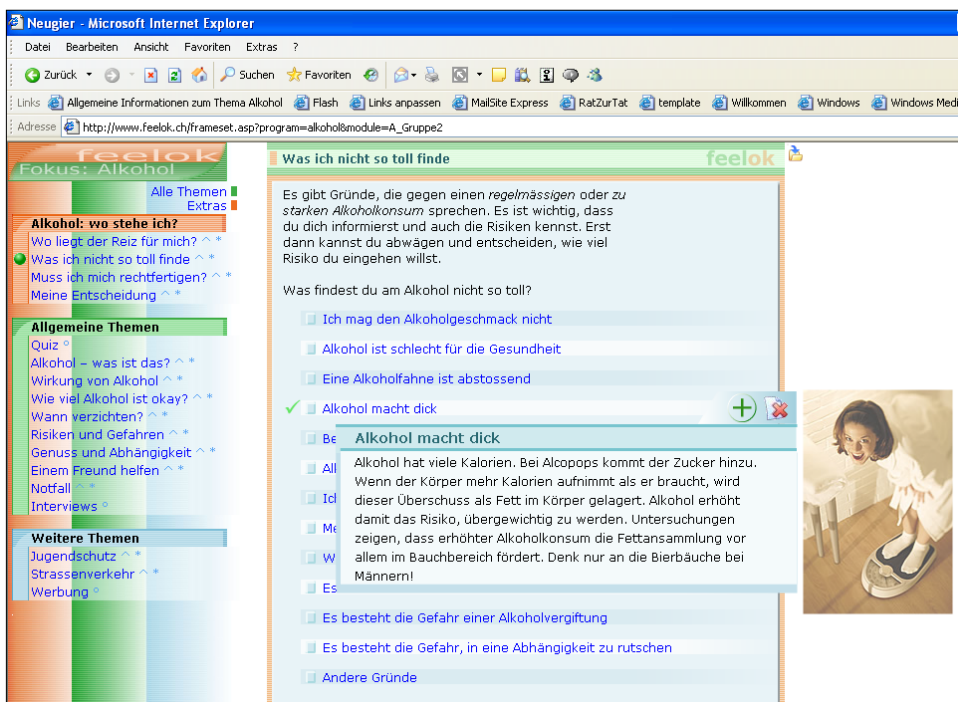 Neugier - Microsoft Internet Explorer
Datei Bearbeiten Ansicht Favoriten Extras ?
Zurück Suchen Favoriten
Links Allgemeine Informationen zum Thema Alkohol Flash Links anpassen MailSite Express RatZurTat template Willkommen Windows Windows Medi
Adresse http://www.feelok.ch/frameset.asp?program=alkohol&module=A_Gruppe2
feelok
Fokus: Alkohol
Alle Themen
Extras
Alkohol: wo stehe ich?
Wo liegt der Reiz für mich? ^ *
Was ich nicht so toll finde ^ *
Muss ich mich rechtfertigen? ^ *
Meine Entscheidung ^ *
Allgemeine Themen
Quiz °
Alkohol – was ist das? ^ *
Wirkung von Alkohol ^ *
Wie viel Alkohol ist okay? ^ *
Wann verzichten? ^ *
Risiken und Gefahren ^ *
Genuss und Abhängigkeit ^ *
Einem Freund helfen ^ *
Notfall ^ *
Interviews °
Weitere Themen
Jugendschutz ^ *
Strassenverkehr ^ *
Werbung °
Was ich nicht so toll finde feelok
Es gibt Gründe, die gegen einen regelmässigen oder zu
starken Alkoholkonsum sprechen. Es ist wichtig, dass
du dich informierst und auch die Risiken kennst. Erst
dann kannst du abwägen und entscheiden, wie viel
Risiko du eingehen willst.
Was findest du am Alkohol nicht so toll?
Ich mag den Alkoholgeschmack nicht
Alkohol ist schlecht für die Gesundheit
Eine Alkoholfahne ist abstossend
Alkohol macht dick
Be
Alk
Ich
Me
W
Es
Alkohol macht dick
Alkohol hat viele Kalorien. Bei Alcopops kommt der Zucker hinzu.
Wenn der Körper mehr Kalorien aufnimmt als er braucht, wird
dieser Überschuss als Fett im Körper gelagert. Alkohol erhöht
damit das Risiko, übergewichtig zu werden. Untersuchungen
zeigen, dass erhöhter Alkoholkonsum die Fettansammlung vor
allem im Bauchbereich fördert. Denk nur an die Bierbäuche bei
Männern!
Es besteht die Gefahr einer Alkoholvergiftung
Es besteht die Gefahr, in eine Abhängigkeit zu rutschen
Andere Gründe